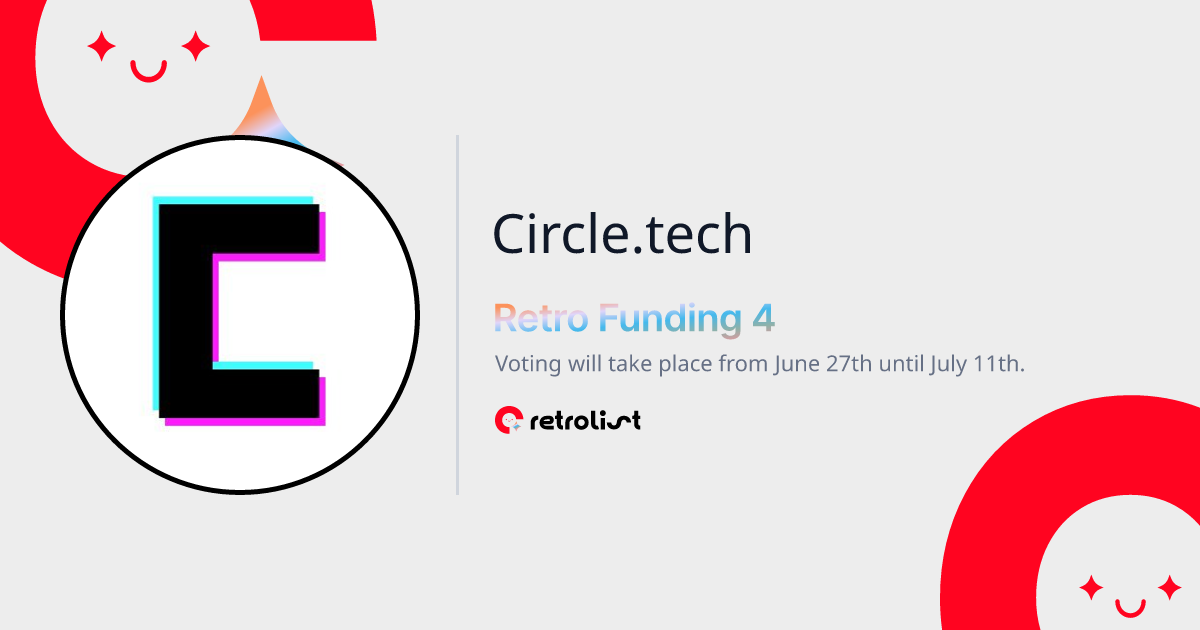 Circle.tech
Retro Funding 4
Voting will take place from June 27th until July 11th.
retrolist